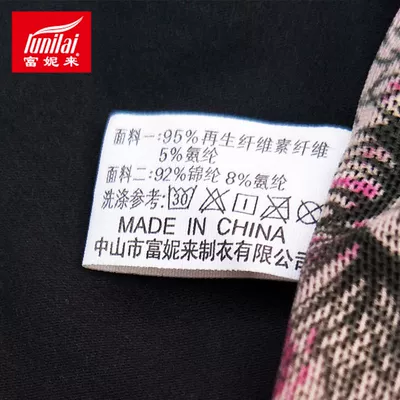 funilai
富妮来
面料一:95%再生纤维素纤维
5%氨纶
面料二:92%锦纶 8%氨纶
洗涤参考: 30
MADE IN CHINA
中山市富妮来制衣有限公司